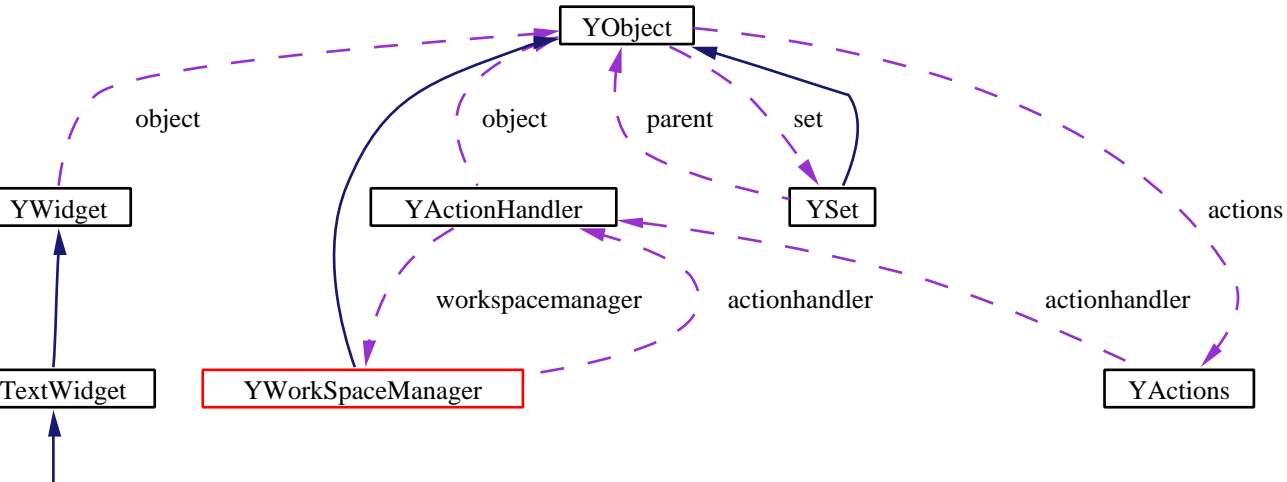 YObject
object
object
parent
set
YWidget
YActionHandler
YSet
actions
workspacemanager
actionhandler
actionhandler
TextWidget
YWorkSpaceManager
YActions